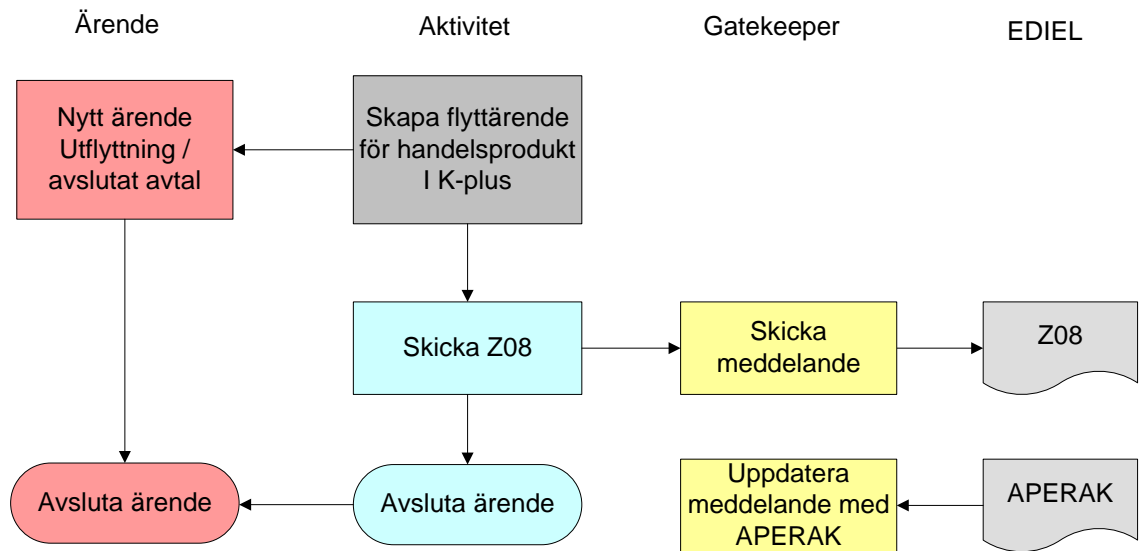 Ärende
Aktivitet
Gatekeeper
EDIEL
Nytt ärende
Utflyttning /
avslutat avtal
Skapa flyttärende
för handelsprodukt
I K-plus
Skicka Z08
Skicka
meddelande
Z08
Avsluta ärende
Avsluta ärende
Uppdatera
meddelande med
APERAK
APERAK